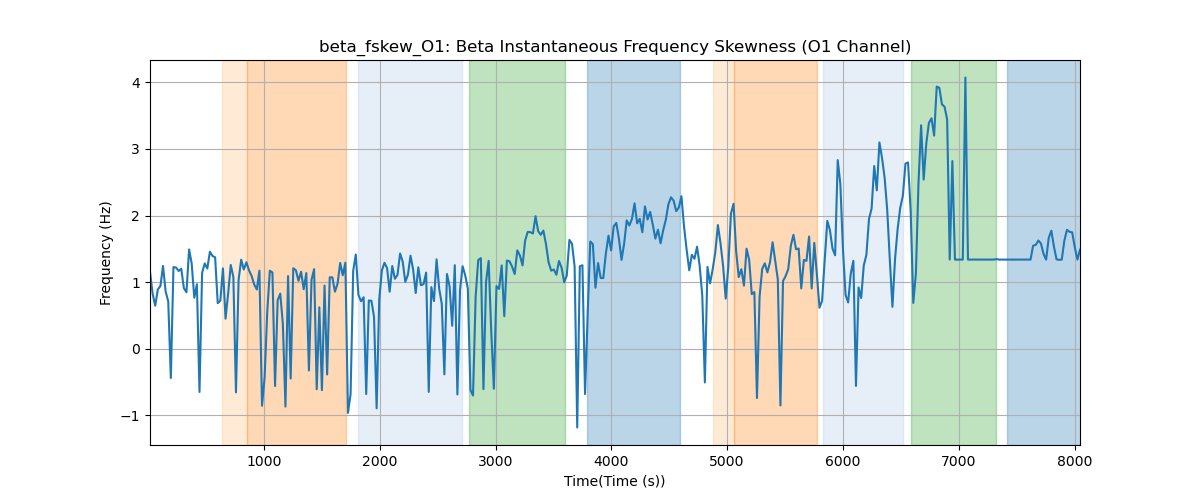 beta_fskew_O1: Beta Instantaneous Frequency Skewness (O1 Channel)
Frequency (Hz)
4
3
2
1
0
−1
1000 2000 3000 4000 5000 6000 7000 8000
Time(Time (s))